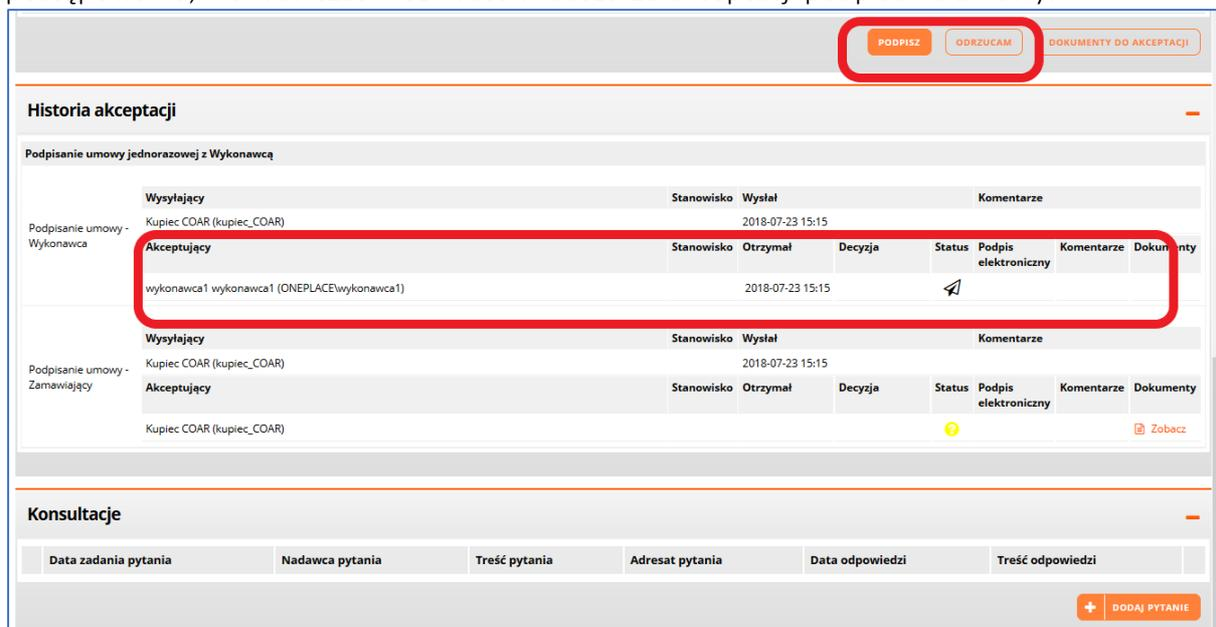 PODPISZ ODRZUCAM DOKUMENTY DO AKCEPTACJI
Historia akceptacji
Podpisanie umowy jednorazowej z Wykonawcą
Wysyłający Stanowisko Wysłał Komentarze
Podpisanie umowy -
Wykonawca
Kupiec COAR (kupiec_COAR) 2018-07-23 15:15
Akceptujący Stanowisko Otrzymał Decyzja Status Podpis elektroniczny Komentarze Dokumenty
wykonawca1 wykonawca1 (ONEPLACE\wykonawca1) 2018-07-23 15:15
Wysyłający Stanowisko Wysłał Komentarze
Podpisanie umowy -
Zamawiający
Kupiec COAR (kupiec_COAR) 2018-07-23 15:15
Akceptujący Stanowisko Otrzymał Decyzja Status Podpis elektroniczny Komentarze Dokumenty
Kupiec COAR (kupiec_COAR) ? Zobacz
Konsultacje
Data zadania pytania Nadawca pytania Treść pytania Adresat pytania Data odpowiedzi Treść odpowiedzi
+ DODAJ PYTANIE